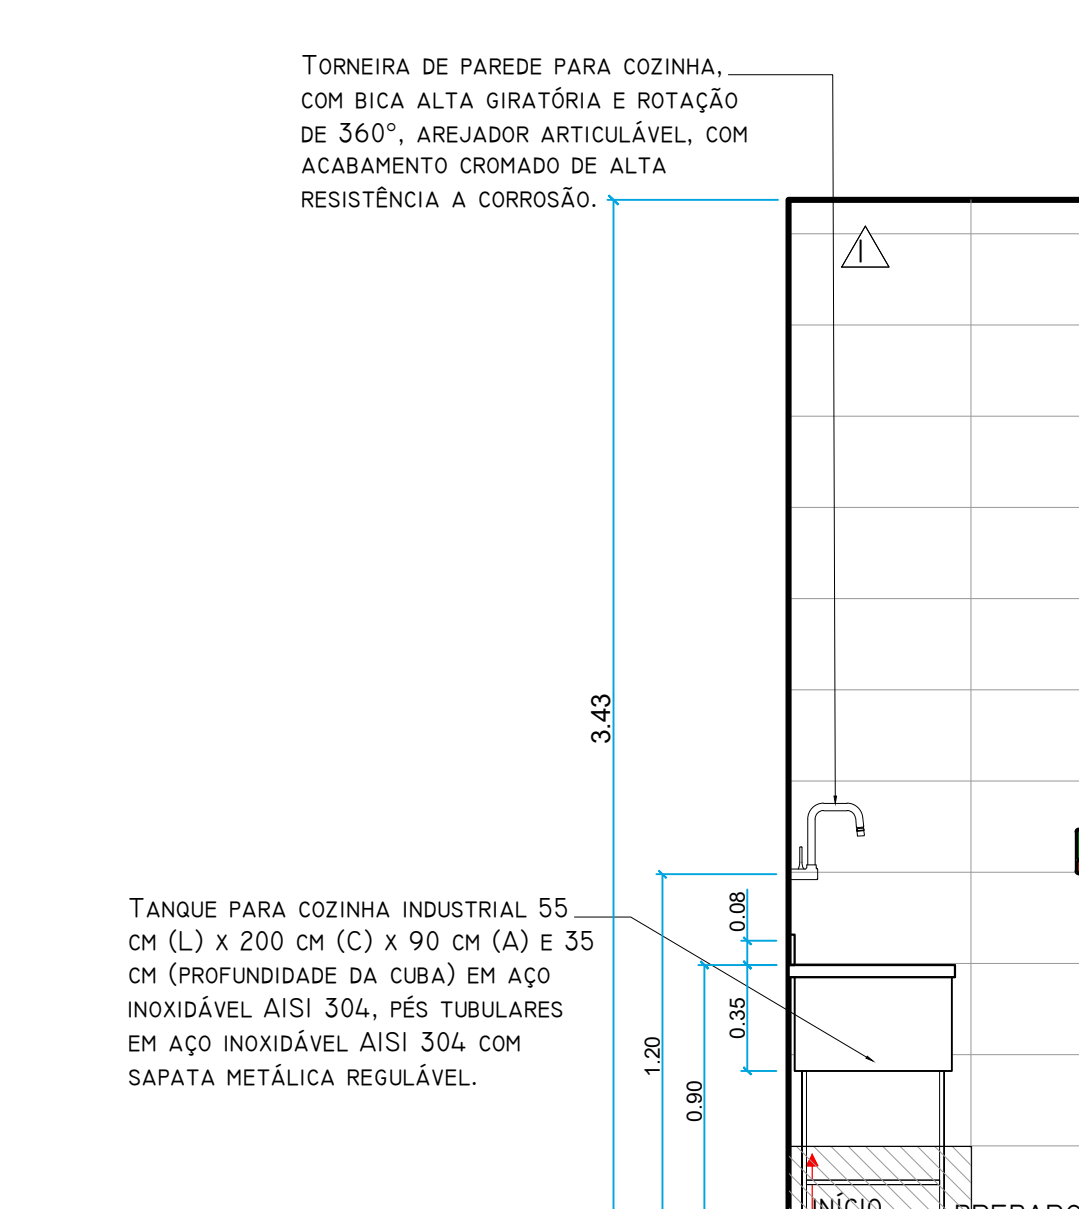 TORNEIRA DE PAREDE PARA COZINHA,
COM BICA ALTA GIRATÓRIA E ROTAÇÃO
DE 360°, AREJADOR ARTICULÁVEL, COM
ACABAMENTO CROMADO DE ALTA
RESISTÊNCIA A CORROSÃO.
1
3.43
TANQUE PARA COZINHA INDUSTRIAL 55
CM (L) X 200 CM (C) X 90 CM (A) E 35
CM (PROFUNDIDADE DA CUBA) EM AÇO
INOXIDÁVEL AISI 304, PÉS TUBULARES
EM AÇO INOXIDÁVEL AISI 304 COM
SAPATA METÁLICA REGULÁVEL.
0.08
0.35
1.20
0.90
INÍCIO